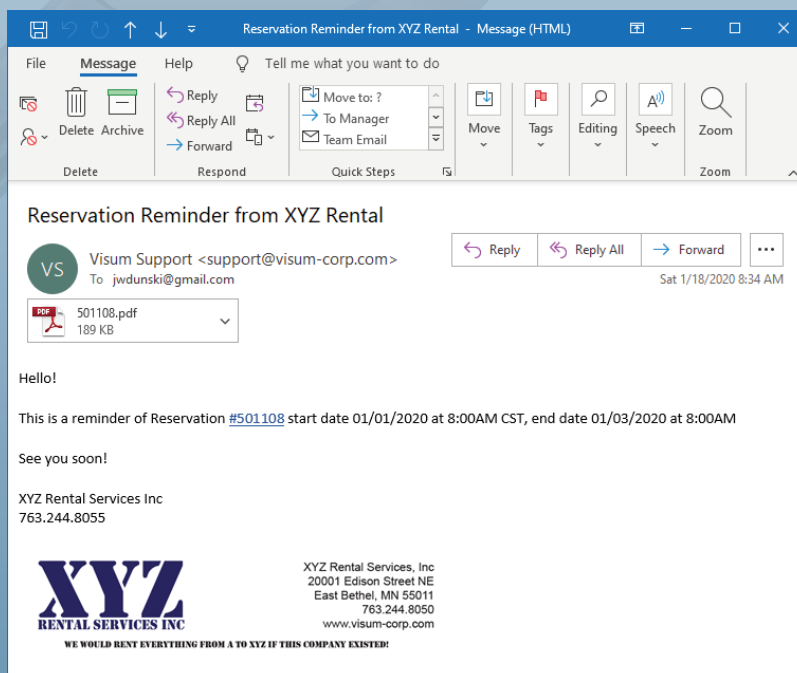 Reservation Reminder from XYZ Rental - Message (HTML)
File Message Help Tell me what you want to do
Delete Archive
Reply
Reply All
Forward
Move to: ?
To Manager
Team Email
Move
Tags
Editing
Speech
Zoom
Delete Respond Quick Steps Zoom
Reservation Reminder from XYZ Rental
VS
Visum Support <support@visum-corp.com>
To jwdunski@gmail.com
Reply Reply All Forward
Sat 1/18/2020 8:34 AM
PDF
501108.pdf
189 KB
Hello!
This is a reminder of Reservation #501108 start date 01/01/2020 at 8:00AM CST, end date 01/03/2020 at 8:00AM
See you soon!
XYZ Rental Services Inc
763.244.8055
XYZ
RENTAL SERVICES INC
XYZ Rental Services, Inc
20001 Edison Street NE
East Bethel, MN 55011
763.244.8050
www.visum-corp.com
WE WOULD RENT EVERYTHING FROM A TO XYZ IF THIS COMPANY EXISTED!